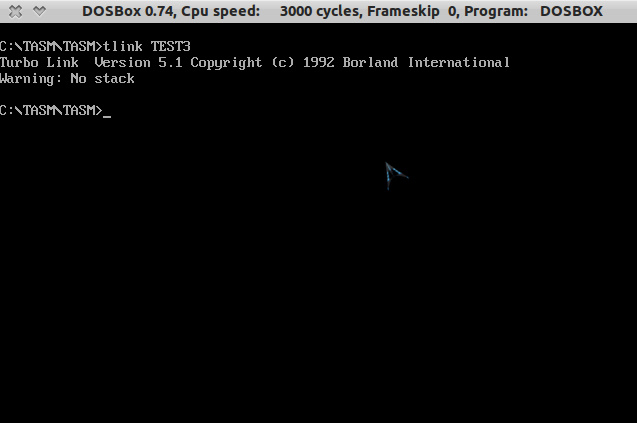 DOSBox 0.74, Cpu speed:    3000 cycles, Frameskip  0, Program:   DOSBOX
C:\TASM\TASM>tlink TEST3
Turbo Link  Version 5.1 Copyright (c) 1992 Borland International
Warning: No stack
C:\TASM\TASM>_